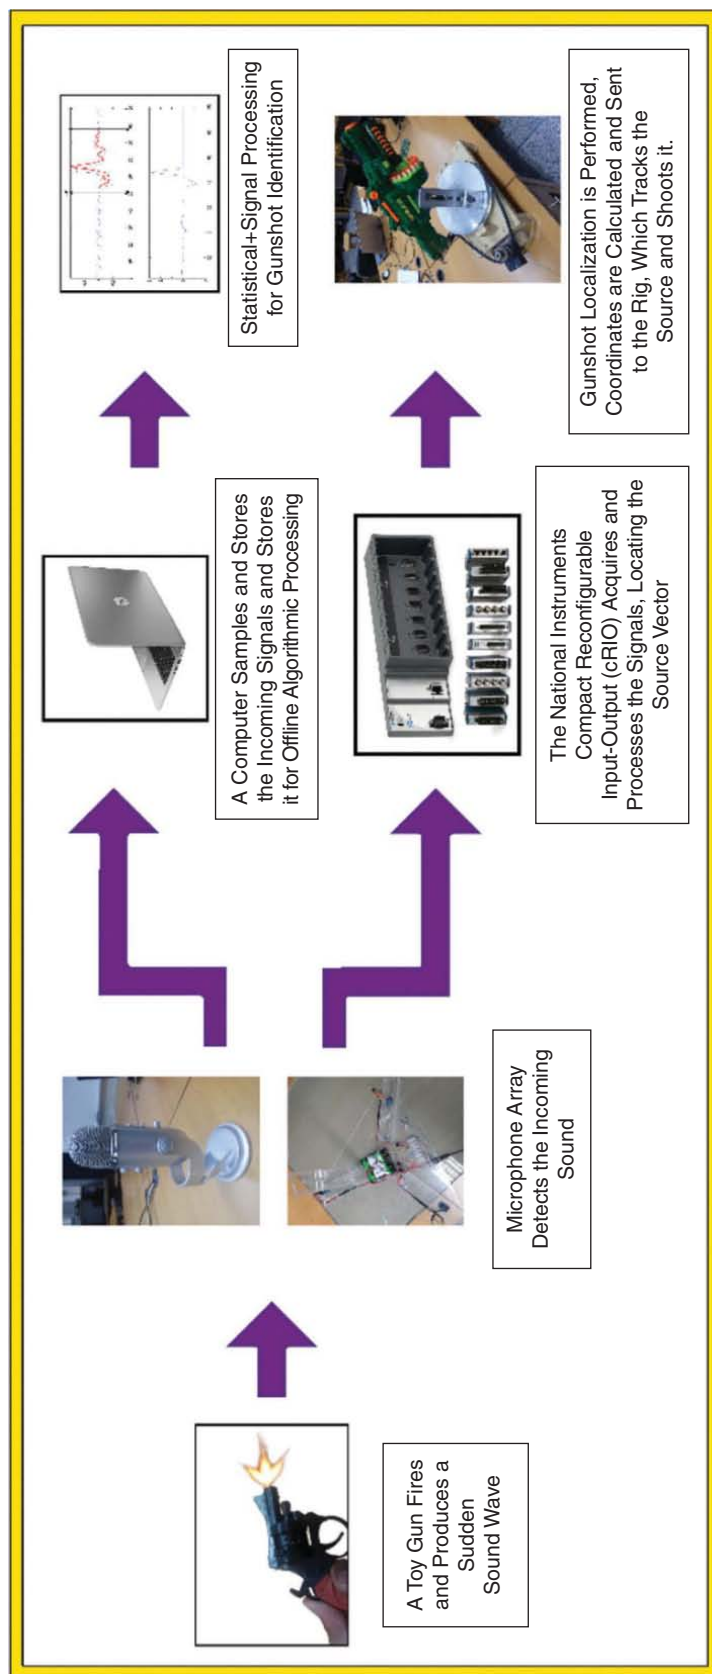 A Toy Gun Fires
and Produces a
Sudden
Sound Wave
Microphone Array
Detects the Incoming
Sound
A Computer Samples and Stores
the Incoming Signals and Stores
it for Offline Algorithmic Processing
Statistical+Signal Processing
for Gunshot Identification
The National Instruments
Compact Reconfigurable
Input-Output (cRIO) Acquires and
Processes the Signals, Locating the
Source Vector
Gunshot Localization is Performed,
Coordinates are Calculated and Sent
to the Rig, Which Tracks the
Source and Shoots it.